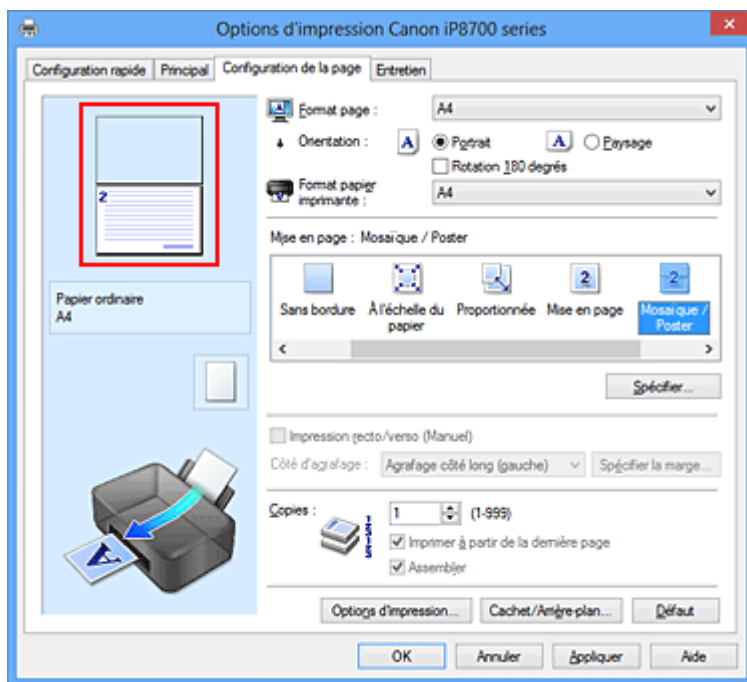 Options d'impression Canon iP8700 series
Configuration rapide Principal Configuration de la page Entretien
Format page : A4
Orientation : A Portrait A Paysage
Rotation 180 degrés
Format papier
imprimante : A4
Mise en page : Mosaïque / Poster
2
2 2
Sans bordure À l'échelle du Proportionnée Mise en page Mosaïque /
papier Poster
Papier ordinaire
A4
Spécifier...
Impression recto/verso (Manuel)
Côté d'agrafage : Agrafage côté long (gauche) Spécifier la marge...
Copies : 1 (1-999)
Imprimer à partir de la dernière page
Assembler
A
Options d'impression... Cachet/Arrière-plan... Défaut
OK Annuler Appliquer Aide